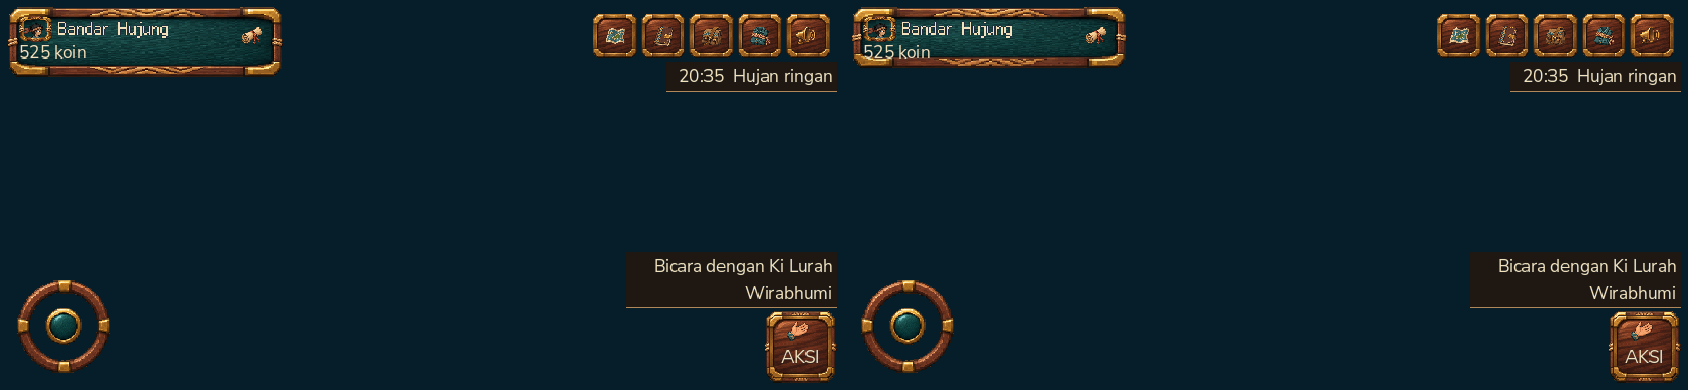 Bandar Hujung
525 koin
20:35 Hujan ringan
Bicara dengan Ki Lurah
Wirabhumi
AKSI
Bandar Hujung
525 koin
20:35 Hujan ringan
Bicara dengan Ki Lurah
Wirabhumi
AKSI